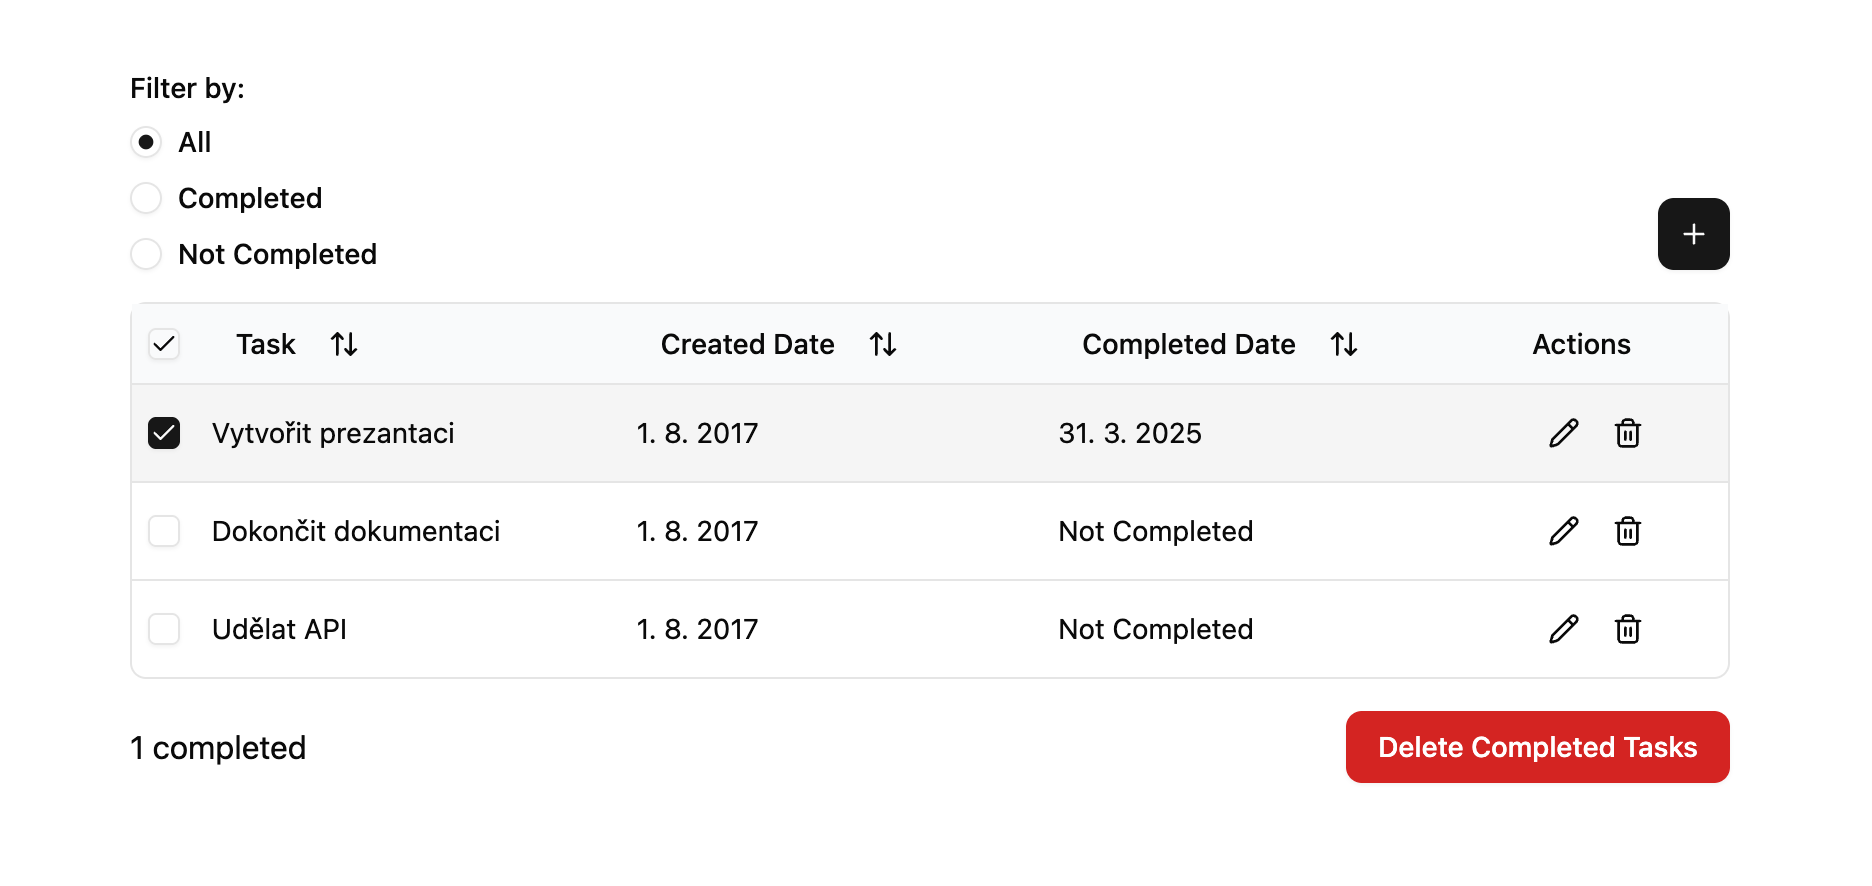 Filter by:
All
Completed
Not Completed
Task Created Date Completed Date Actions
Vytvořit prezantaci 1. 8. 2017 31. 3. 2025
Dokončit dokumentaci 1. 8. 2017 Not Completed
Udělat API 1. 8. 2017 Not Completed
1 completed Delete Completed Tasks